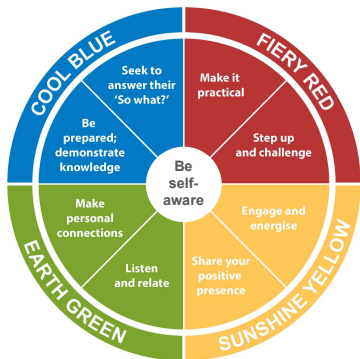 COOL BLUE
FIERY RED
Seek to
answer their
‘So what?’
Make it
practical
Be
prepared;
demonstrate
knowledge
Step up
and challenge
Be
self-
aware
Make
personal
connections
Engage and
energise
Listen
and relate
Share your
positive
presence
EARTH GREEN
SUNSHINE YELLOW